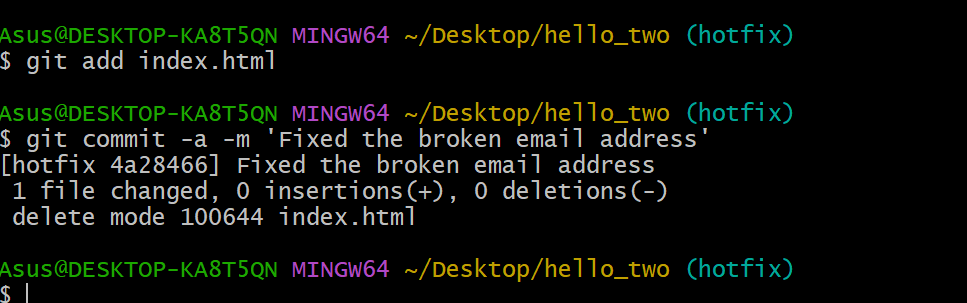 Asus@DESKTOP-KA8T5QN MINGW64 ~/Desktop/hello_two (hotfix)
$ git add index.html
Asus@DESKTOP-KA8T5QN MINGW64 ~/Desktop/hello_two (hotfix)
$ git commit -a -m 'Fixed the broken email address'
[hotfix 4a28466] Fixed the broken email address
 1 file changed, 0 insertions(+), 0 deletions(-)
 delete mode 100644 index.html
Asus@DESKTOP-KA8T5QN MINGW64 ~/Desktop/hello_two (hotfix)
$